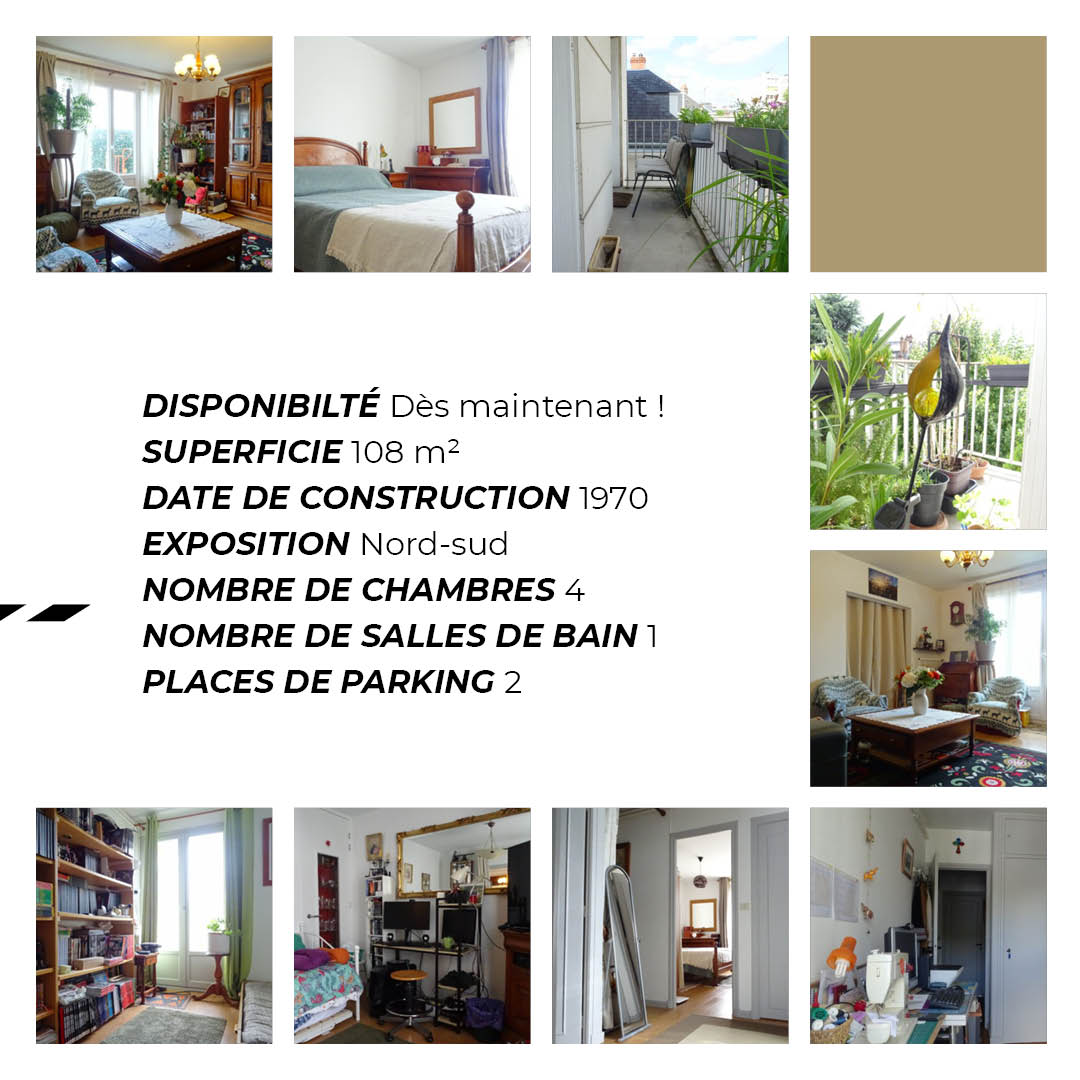 DISPONIBILTÉ Dès maintenant !
SUPERFICIE 108 m²
DATE DE CONSTRUCTION 1970
EXPOSITION Nord-sud
NOMBRE DE CHAMBRES 4
NOMBRE DE SALLES DE BAIN 1
PLACES DE PARKING 2